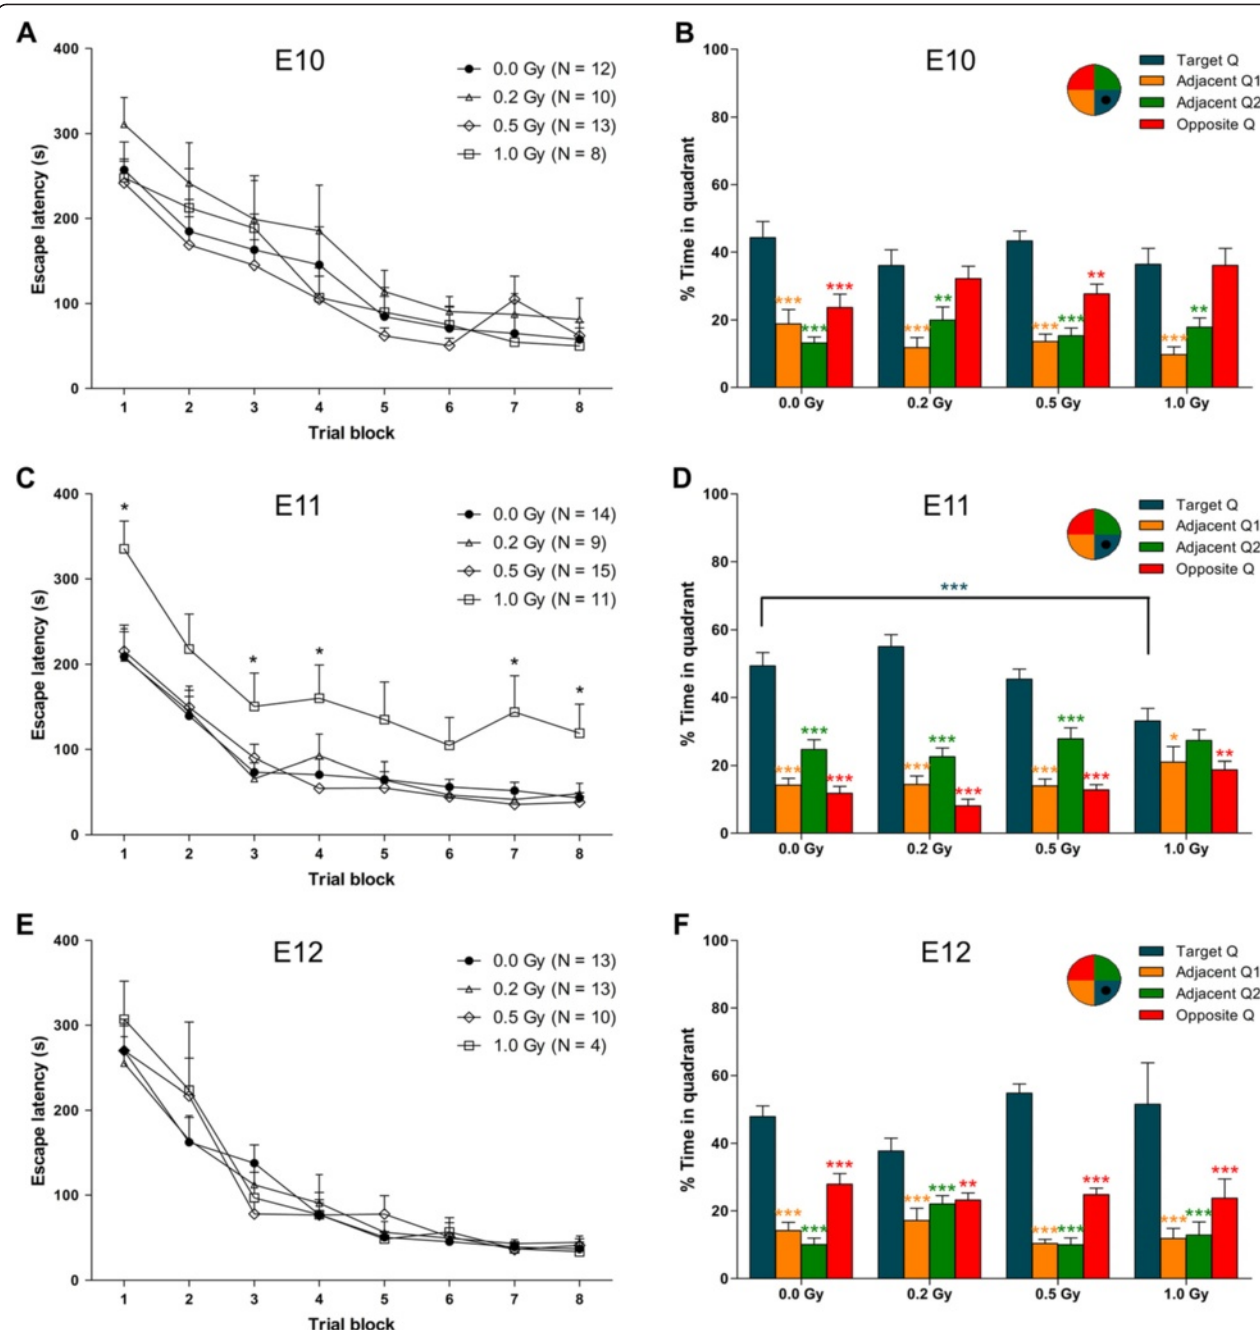 A
E10
400
300
200
100
0
Escape latency (s)
0.0 Gy (N = 12)
0.2 Gy (N = 10)
0.5 Gy (N = 13)
1.0 Gy (N = 8)
1 2 3 4 5 6 7 8
Trial block
B
E10
100
80
60
40
20
0
% Time in quadrant
Target Q
Adjacent Q1
Adjacent Q2
Opposite Q
*** *** ***
*** **
*** *** **
*** **
0.0 Gy 0.2 Gy 0.5 Gy 1.0 Gy
C
E11
400
300
200
100
0
Escape latency (s)
0.0 Gy (N = 14)
0.2 Gy (N = 9)
0.5 Gy (N = 15)
1.0 Gy (N = 11)
* * * * *
1 2 3 4 5 6 7 8
Trial block
D
E11
100
80
60
40
20
0
% Time in quadrant
Target Q
Adjacent Q1
Adjacent Q2
Opposite Q
***
*** *** ***
*** *** ***
*** *** ***
* **
0.0 Gy 0.2 Gy 0.5 Gy 1.0 Gy
E
E12
400
300
200
100
0
Escape latency (s)
0.0 Gy (N = 13)
0.2 Gy (N = 13)
0.5 Gy (N = 10)
1.0 Gy (N = 4)
1 2 3 4 5 6 7 8
Trial block
F
E12
100
80
60
40
20
0
% Time in quadrant
Target Q
Adjacent Q1
Adjacent Q2
Opposite Q
*** *** ***
*** *** **
*** *** ***
*** *** ***
0.0 Gy 0.2 Gy 0.5 Gy 1.0 Gy